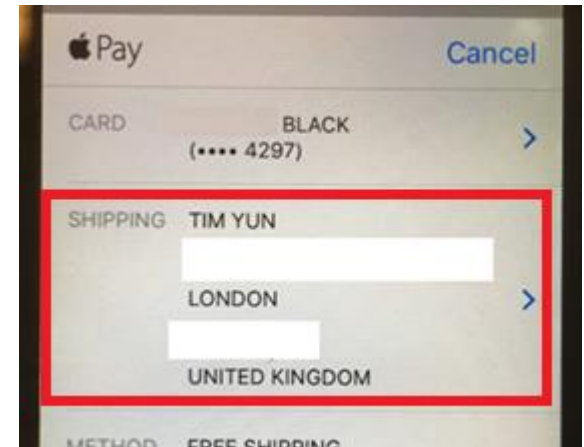 Pay
Cancel
CARD
BLACK
(•••• 4297)
SHIPPING
TIM YUN
LONDON
UNITED KINGDOM
METHOD
FREE SHIPPING